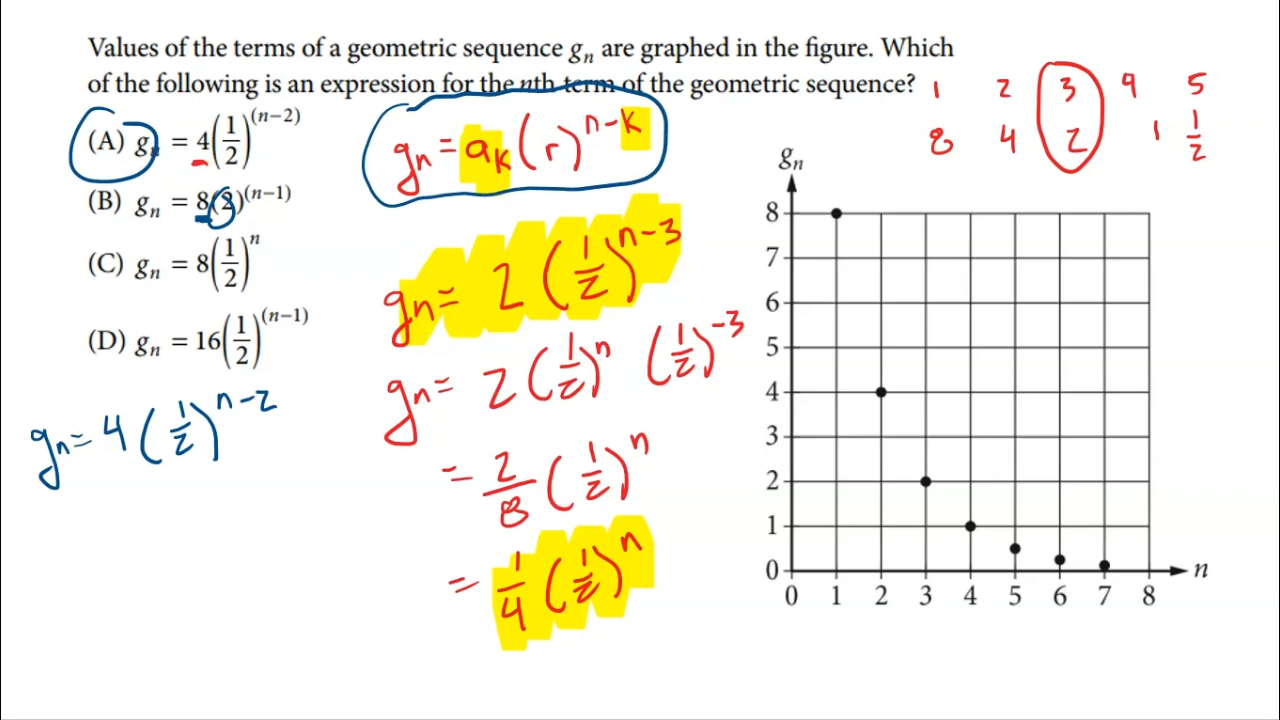 Values of the terms of a geometric sequence gₙ are graphed in the figure. Which
of the following is an expression for the nth term of the geometric sequence?
1 2 3 4 5
8 4 2 1 1/2
(A) gₙ = 4(1/2)^(n−2)
(B) gₙ = 8(2)^(n−1)
(C) gₙ = 8(1/2)^n
(D) gₙ = 16(1/2)^(n−1)
gₙ = 4(1/2)^n−2
gₙ = aₖ(r)^n−k
gₙ = 2(1/2)^n−3
gₙ = 2(1/2)^n (1/2)^−3
= 2/8 (1/2)^n
= 1/4 (1/2)^n
gₙ
8
7
6
5
4
3
2
1
0
0 1 2 3 4 5 6 7 8 n